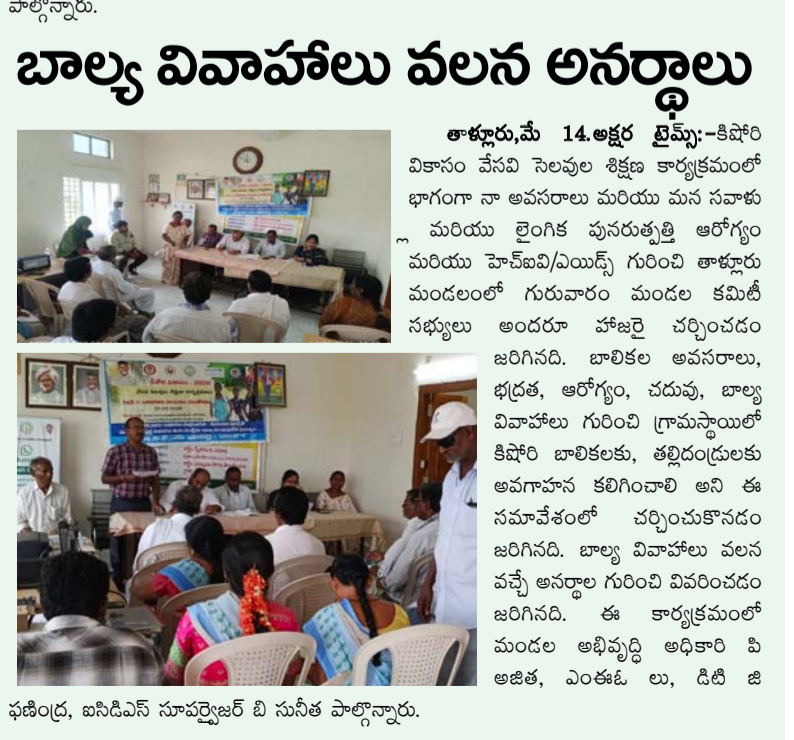 పాల్గొన్నారు.
బాల్య వివాహాలు వలన అనర్థాలు
తాళ్లూరు,మే 14.అక్షర టైమ్స్:-కిషోరి
వికాసం వేసవి సెలవుల శిక్షణ కార్యక్రమంలో
భాగంగా నా అవసరాలు మరియు మన సవాళు
్ల మరియు లైంగిక పునరుత్పత్తి ఆరోగ్యం
మరియు హెచ్ఐవి/ఎయిడ్స్ గురించి తాళ్లూరు
మండలంలో గురువారం మండల కమిటీ
సభ్యులు అందరూ హాజరై చర్చించడం
జరిగినది. బాలికల అవసరాలు,
భద్రత, ఆరోగ్యం, చదువు, బాల్య
వివాహాలు గురించి గ్రామస్థాయిలో
కిషోరి బాలికలకు, తల్లిదండ్రులకు
అవగాహన కలిగించాలి అని ఈ
సమావేశంలో చర్చించుకొనడం
జరిగినది. బాల్య వివాహాలు వలన
వచ్చే అనర్థాల గురించి వివరించడం
జరిగినది. ఈ కార్యక్రమంలో
మండల అభివృద్ధి అధికారి పి
అజిత, ఎంఈఓ లు, డిటి జి
ఫణింద్ర, ఐసిడిఎస్ సూపర్వైజర్ బి సునీత పాల్గొన్నారు.